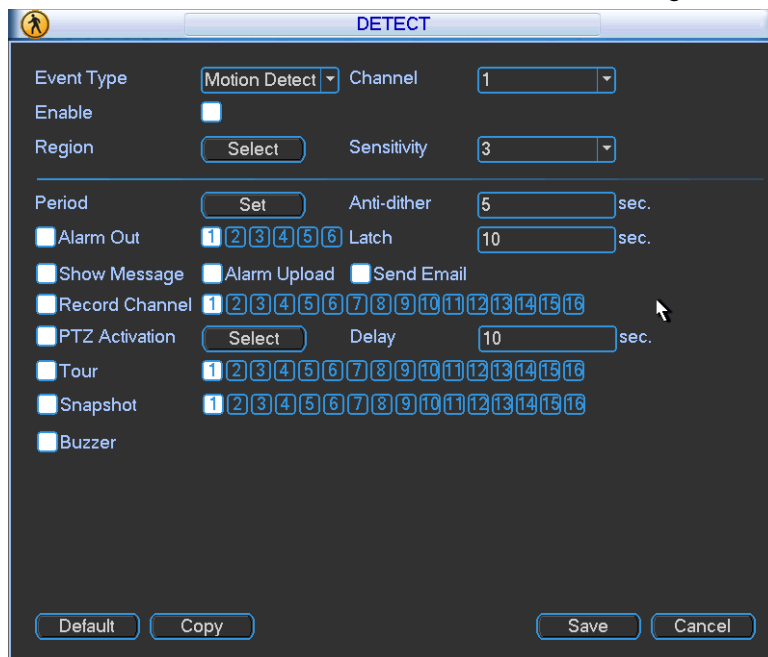 DETECT
Event Type Motion Detect Channel 1
Enable
Region Select Sensitivity 3
Period Set Anti-dither 5 sec.
Alarm Out 1 2 3 4 5 6 Latch 10 sec.
Show Message Alarm Upload Send Email
Record Channel 1 2 3 4 5 6 7 8 9 10 11 12 13 14 15 16
PTZ Activation Select Delay 10 sec.
Tour 1 2 3 4 5 6 7 8 9 10 11 12 13 14 15 16
Snapshot 1 2 3 4 5 6 7 8 9 10 11 12 13 14 15 16
Buzzer
Default Copy Save Cancel